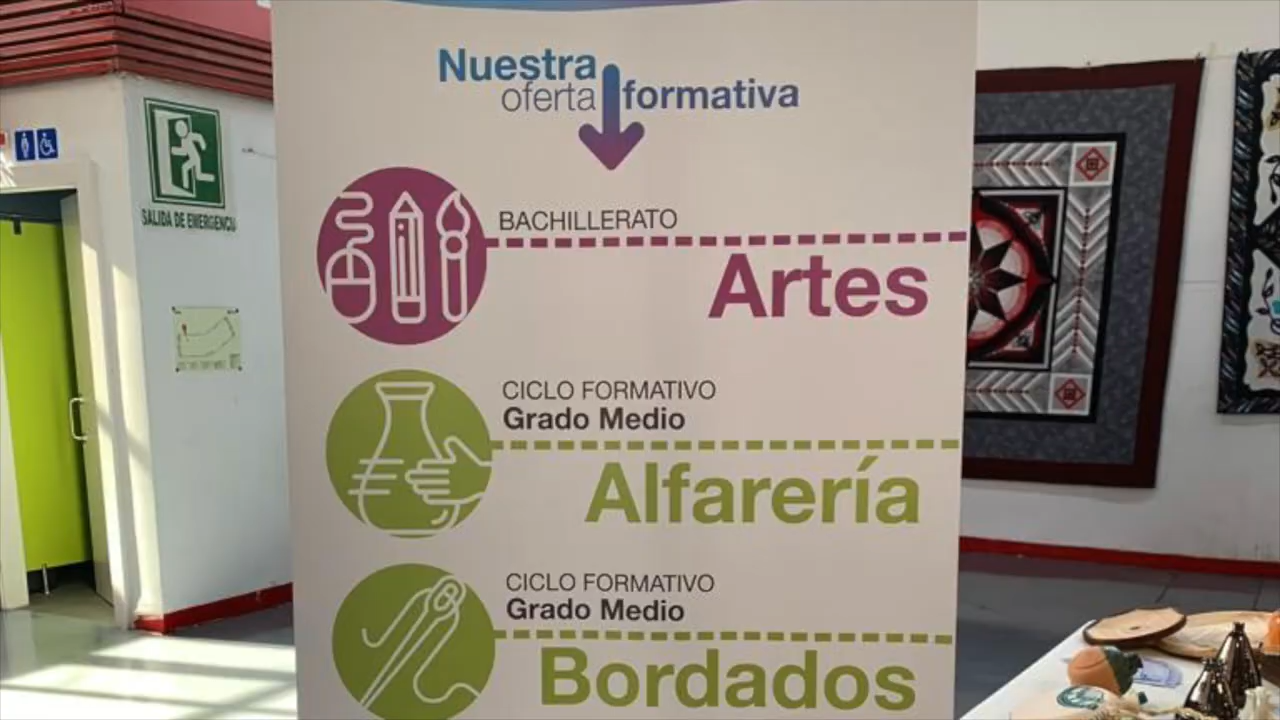 Nuestra
oferta formativa
SALIDA DE EMERGENCIA
BACHILLERATO
Artes
CICLO FORMATIVO
Grado Medio
Alfarería
CICLO FORMATIVO
Grado Medio
Bordados